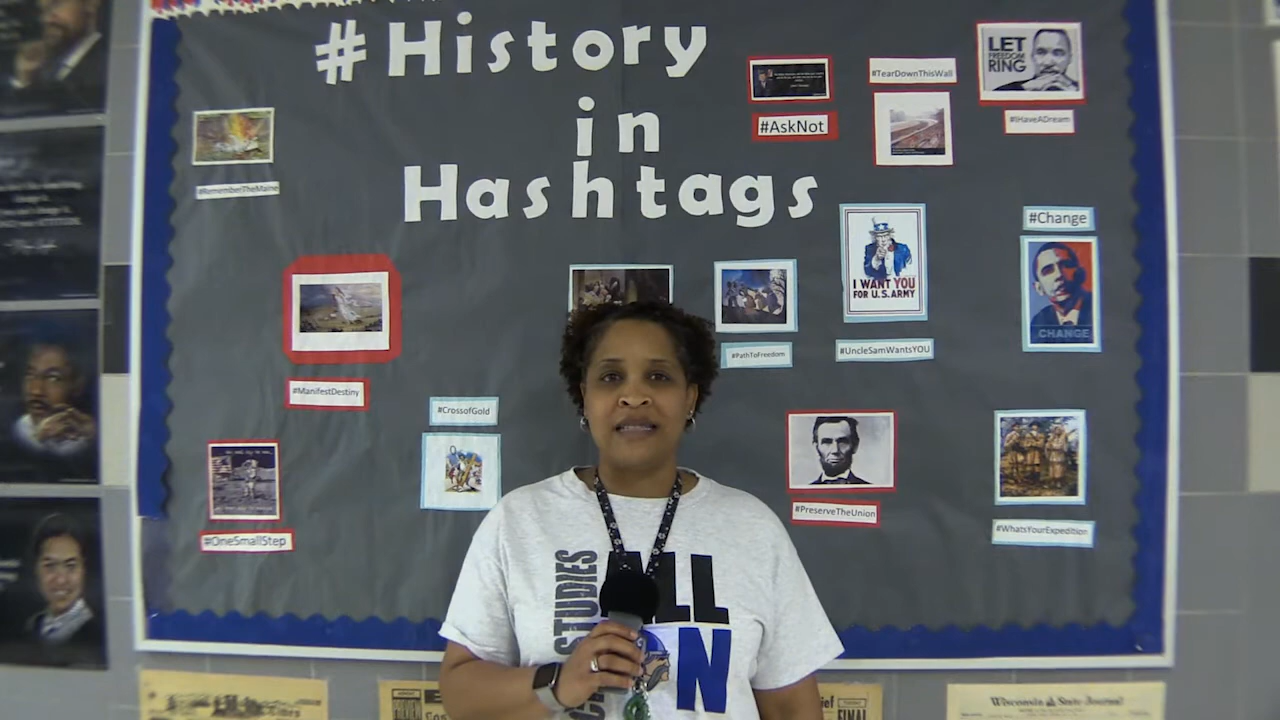 #History
in
Hashtags
#AskNot
#TearDownThisWall
LET
FREEDOM
RING
#IHaveADream
#RememberTheMaine
#Change
I WANT YOU
FOR U.S. ARMY
CHANGE
#PathToFreedom
#UncleSamWantsYOU
#ManifestDestiny
#CrossofGold
#PreserveTheUnion
#WhatsYourExpedition
#OneSmallStep
STUDIES
ALL
N
FINAL
Wisconsin State Journal